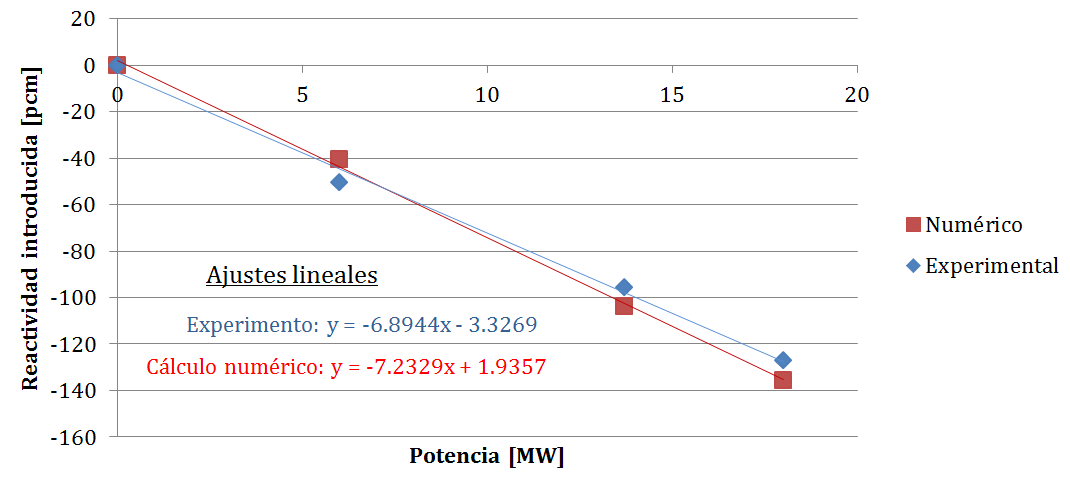 20
0
-20
-40
-60
-80
-100
-120
-140
-160
0
5
10
15
20
Reactividad introducida [pcm]
Potencia [MW]
Ajustes lineales
Experimento: y = -6.8944x - 3.3269
Cálculo numérico: y = -7.2329x + 1.9357
Numérico
Experimental